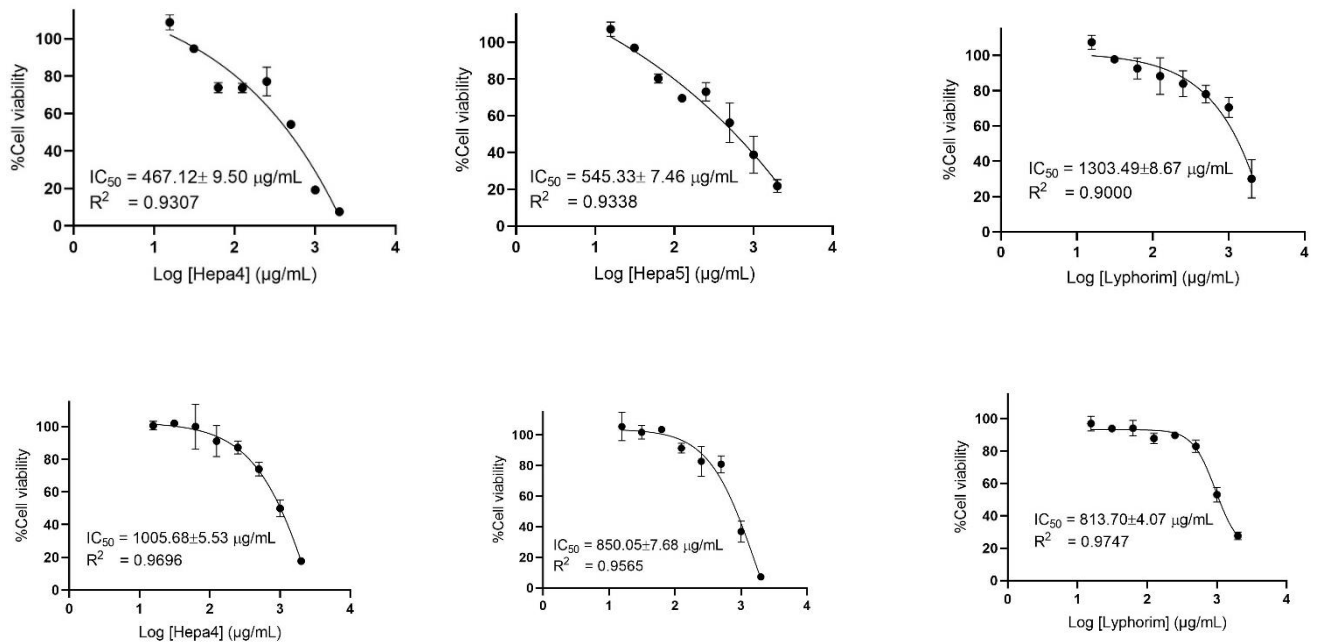 %Cell viability
100
80
60
40
20
0
IC50 = 467.12± 9.50 µg/mL
R2 = 0.9307
0 1 2 3 4
Log [Hepa4] (µg/mL)
%Cell viability
100
80
60
40
20
0
IC50 = 545.33± 7.46 µg/mL
R2 = 0.9338
0 1 2 3 4
Log [Hepa5] (µg/mL)
%Cell viability
100
80
60
40
20
0
IC50 = 1303.49±8.67 µg/mL
R2 = 0.9000
0 1 2 3 4
Log [Lyphorim] (µg/mL)
%Cell viability
100
80
60
40
20
0
IC50 = 1005.68±5.53 µg/mL
R2 = 0.9696
0 1 2 3 4
Log [Hepa4] (µg/mL)
%Cell viability
100
80
60
40
20
0
IC50 = 850.05±7.68 µg/mL
R2 = 0.9565
0 1 2 3 4
Log [Hepa5] (µg/mL)
%Cell viability
100
80
60
40
20
0
IC50 = 813.70±4.07 µg/mL
R2 = 0.9747
0 1 2 3 4
Log [Lyphorim] (µg/mL)